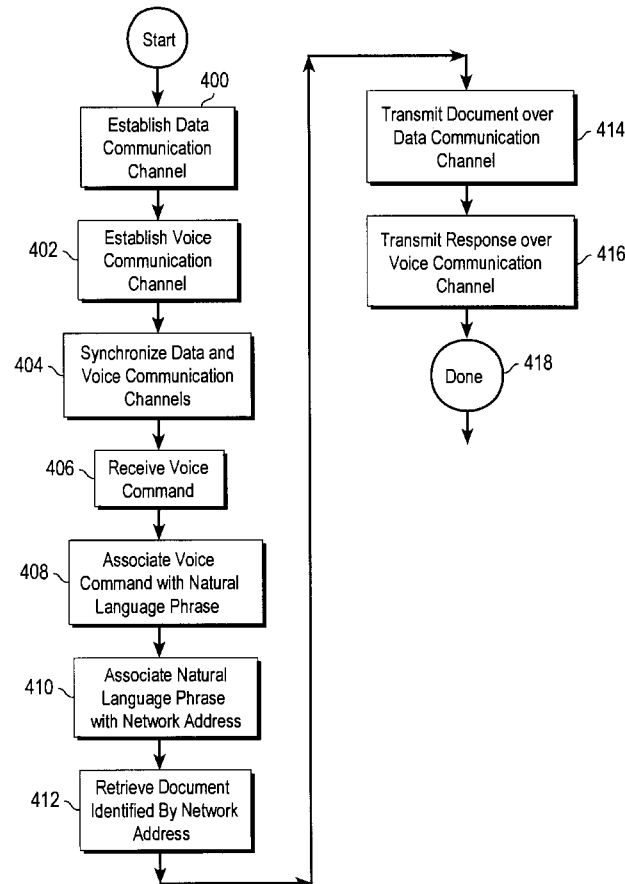 Start
400
Establish Data
Communication
Channel
402
Establish Voice
Communication
Channel
404
Synchronize Data and
Voice Communication
Channels
406
Receive Voice
Command
408
Associate Voice
Command with Natural
Language Phrase
410
Associate Natural
Language Phrase
with Network Address
412
Retrieve Document
Identified By Network
Address
Transmit Document over
Data Communication
Channel
414
Transmit Response over
Voice Communication
Channel
416
Done
418